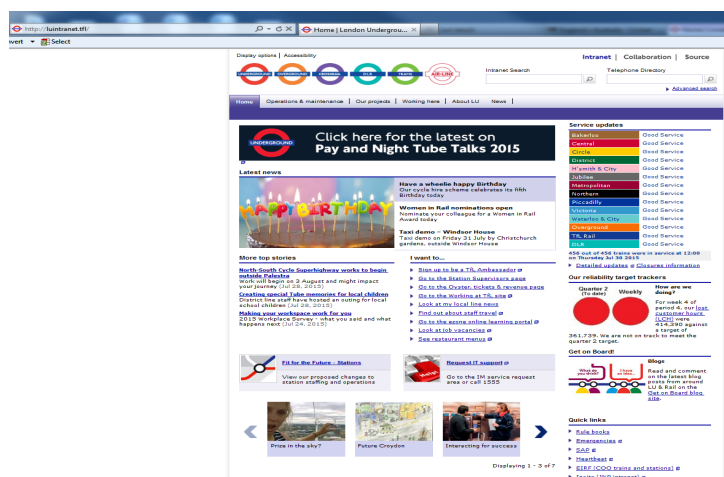 http://luintranet.tfl/
Home | London Undergrou...
vert
Select
Display options | Accessibility
Intranet | Collaboration | Source
UNDERGROUND
OVERGROUND
DLR
TRAMS
AIR-LINE
Intranet Search
Telephone Directory
Advanced search
Home
Operations & maintenance | Our projects | Working here | About LU | News |
UNDERGROUND
Click here for the latest on
Pay and Night Tube Talks 2015
Latest news
HAPPY BIRTHDAY
Have a wheelie happy Birthday
Our cycle hire scheme celebrates its fifth
Birthday today
Women in Rail nominations open
Nominate your colleague for a Women in Rail
Award today
Taxi demo – Windsor House
Taxi demo on Friday 31 July by Christchurch
gardens, outside Windsor House
More top stories
North-South Cycle Superhighway works to begin
outside Palestra
Work will begin on 3 August and might impact
your journey (Jul 28, 2015)
Creating special Tube memories for local children
District line staff have hosted an outing for local
school children (Jul 28, 2015)
Making your workspace work for you
2015 Workplace Survey - what you said and what
happens next (Jul 24, 2015)
I want to...
Sign up to be a TfL Ambassador
Go to the Station Supervisors page
Go to the Oyster, tickets & revenue page
Go to the Working at TfL site
Look at my local line news
Find out about staff travel
Go to the ezone online learning portal
Look at job vacancies
See restaurant menus
Fit for the Future - Stations
View our proposed changes to
station staffing and operations
Request IT support
Go to the IM service request
area or call 1555
Prize in the sky?
Future Croydon
Interacting for success
Displaying 1 - 3 of 7
Service updates
Bakerloo Good Service
Central Good Service
Circle Good Service
District Good Service
H'smith & City Good Service
Jubilee Good Service
Metropolitan Good Service
Northern Good Service
Piccadilly Good Service
Victoria Good Service
Waterloo & City Good Service
Overground Good Service
TfL Rail Good Service
DLR Good Service
456 out of 456 trains were in service at 12:00
on Thursday Jul 30 2015
Detailed updates
Closures information
Our reliability target trackers
Quarter 2
(To date)
Weekly
How are we
doing?
For week 4 of
period 4, our lost
customer hours
(LCH) were
414,390 against
a target of
361,739. We are not on track to meet the
quarter 2 target.
Get on Board!
What do
you think?
I have
an idea...
Blogs
Read and comment
on the latest blog
posts from around
LU & Rail on the
Get on Board blog
site.
Quick links
Rule books
Emergencies
SAP
Heartbeat
EIRF (COO trains and stations)